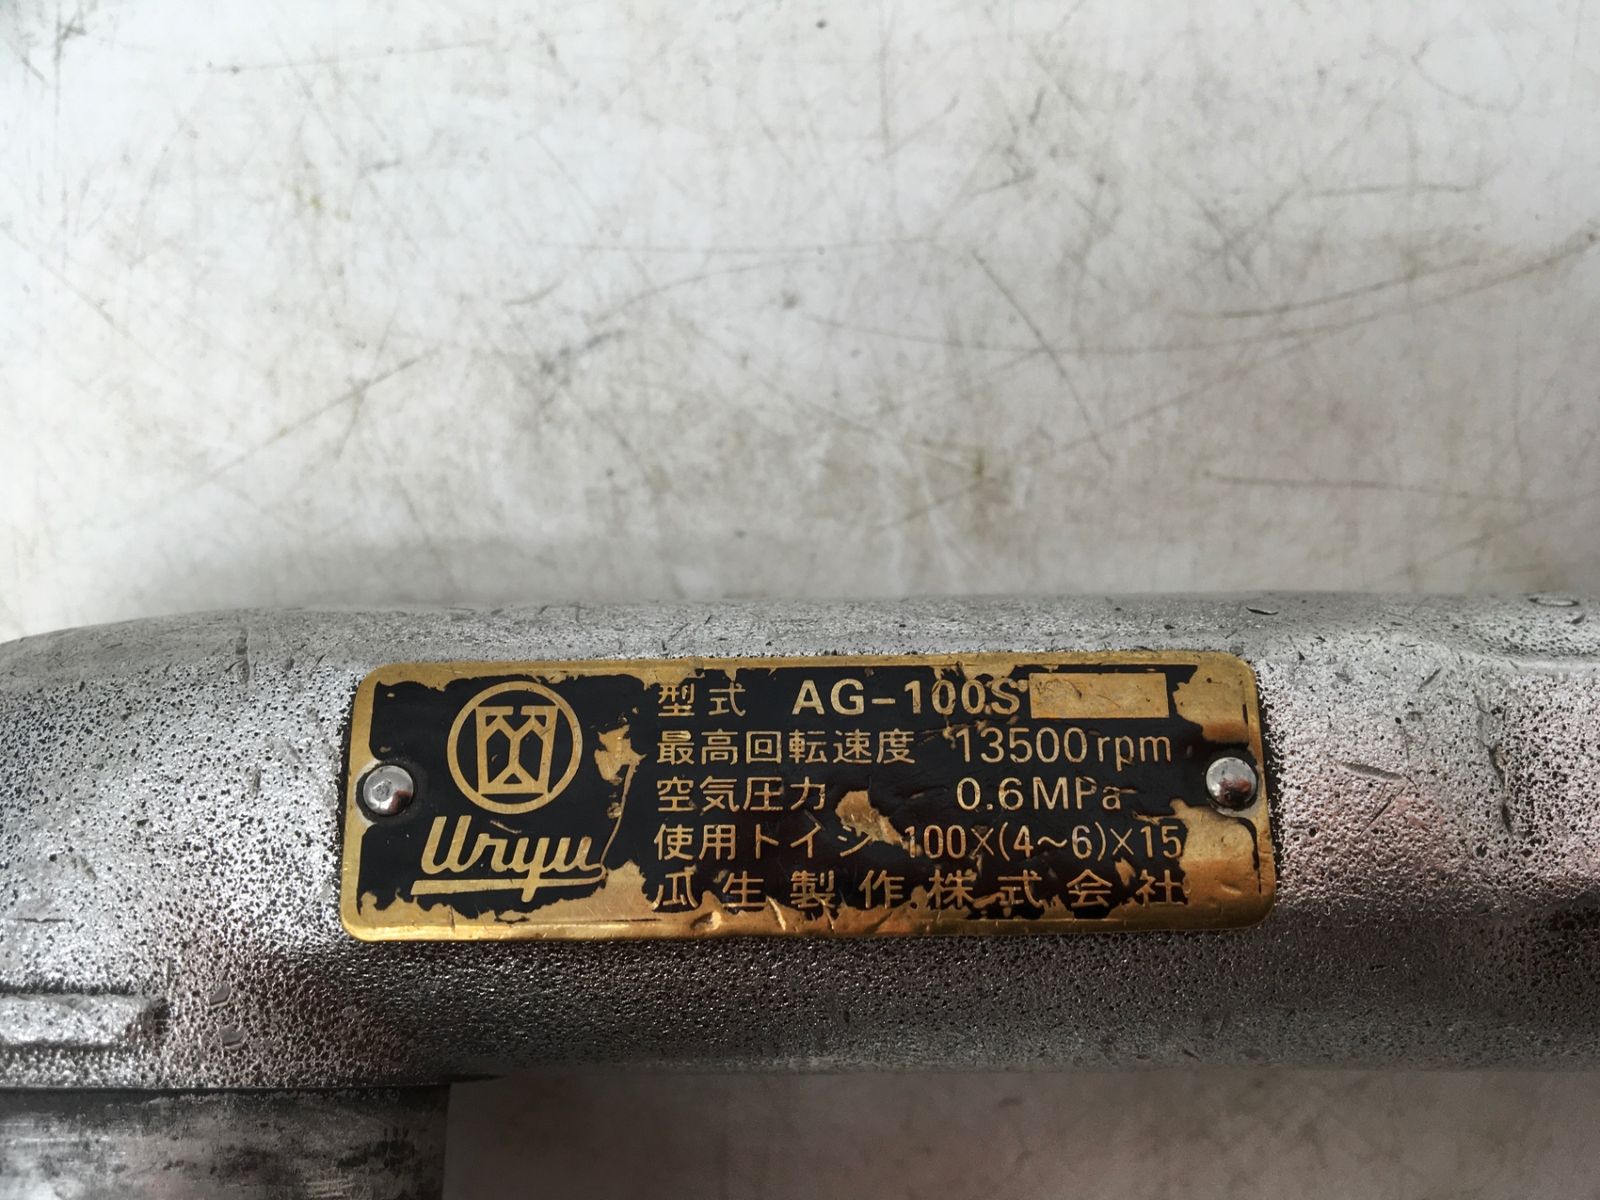 型式 AG-100S
最高回転速度 13500rpm
空気圧力 0.6MPa
使用トイシ 100×(4~6)×15
瓜生製作株式会社
Uryu